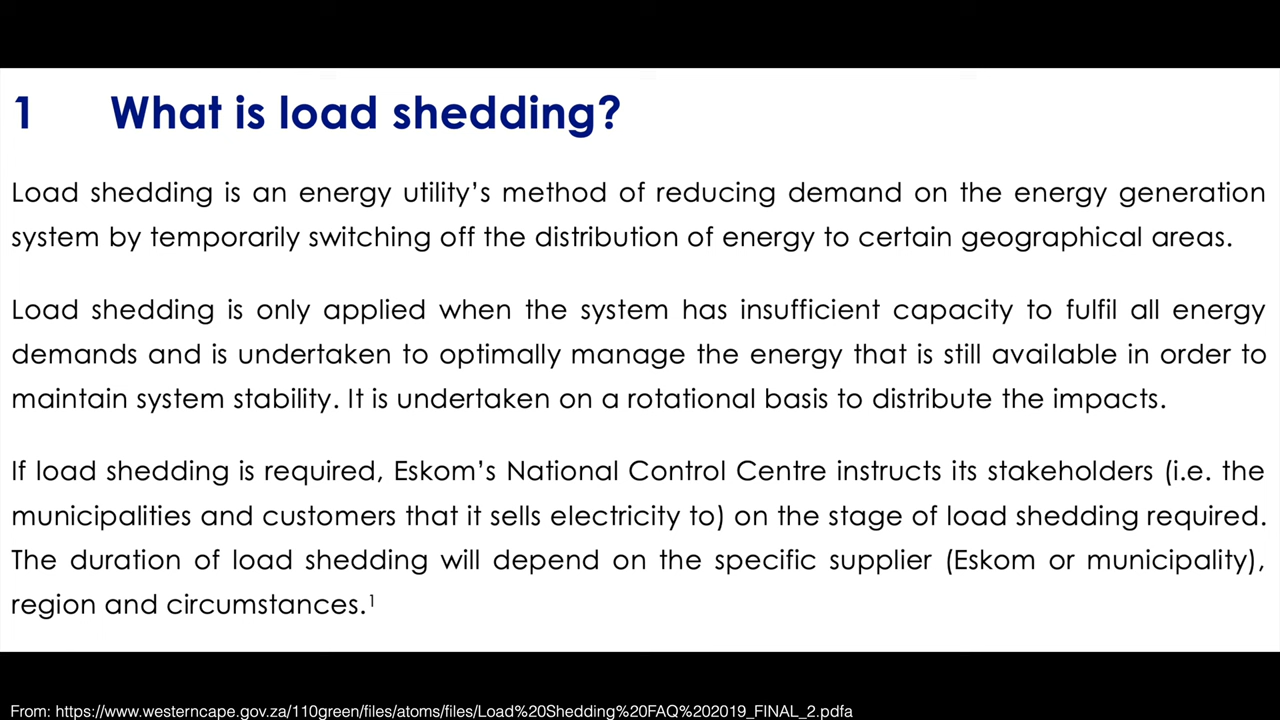 1 What is load shedding?
Load shedding is an energy utility’s method of reducing demand on the energy generation
system by temporarily switching off the distribution of energy to certain geographical areas.
Load shedding is only applied when the system has insufficient capacity to fulfil all energy
demands and is undertaken to optimally manage the energy that is still available in order to
maintain system stability. It is undertaken on a rotational basis to distribute the impacts.
If load shedding is required, Eskom’s National Control Centre instructs its stakeholders (i.e. the
municipalities and customers that it sells electricity to) on the stage of load shedding required.
The duration of load shedding will depend on the specific supplier (Eskom or municipality),
region and circumstances.¹
From: https://www.westerncape.gov.za/110green/files/atoms/files/Load%20Shedding%20FAQ%202019_FINAL_2.pdfa